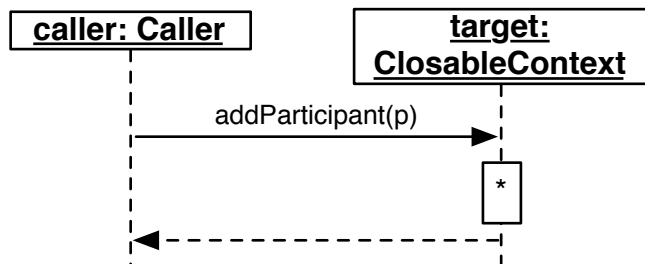 caller: Caller
target:
ClosableContext
addParticipant(p)
*